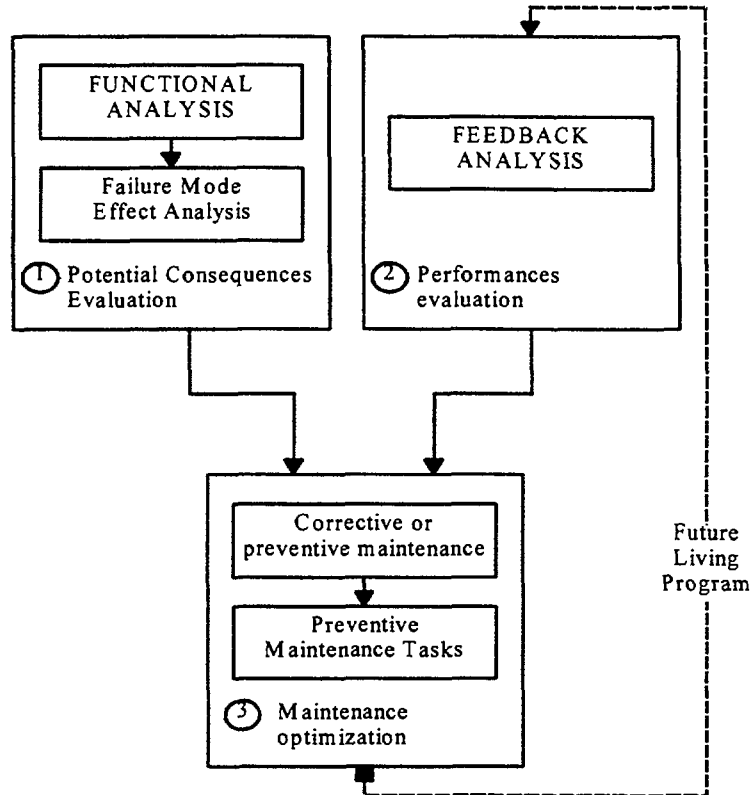 FUNCTIONAL
ANALYSIS
Failure Mode
Effect Analysis
1 Potential Consequences
Evaluation
FEEDBACK
ANALYSIS
2 Performances
evaluation
Corrective or
preventive maintenance
Preventive
Maintenance Tasks
3 Maintenance
optimization
Future
Living
Program